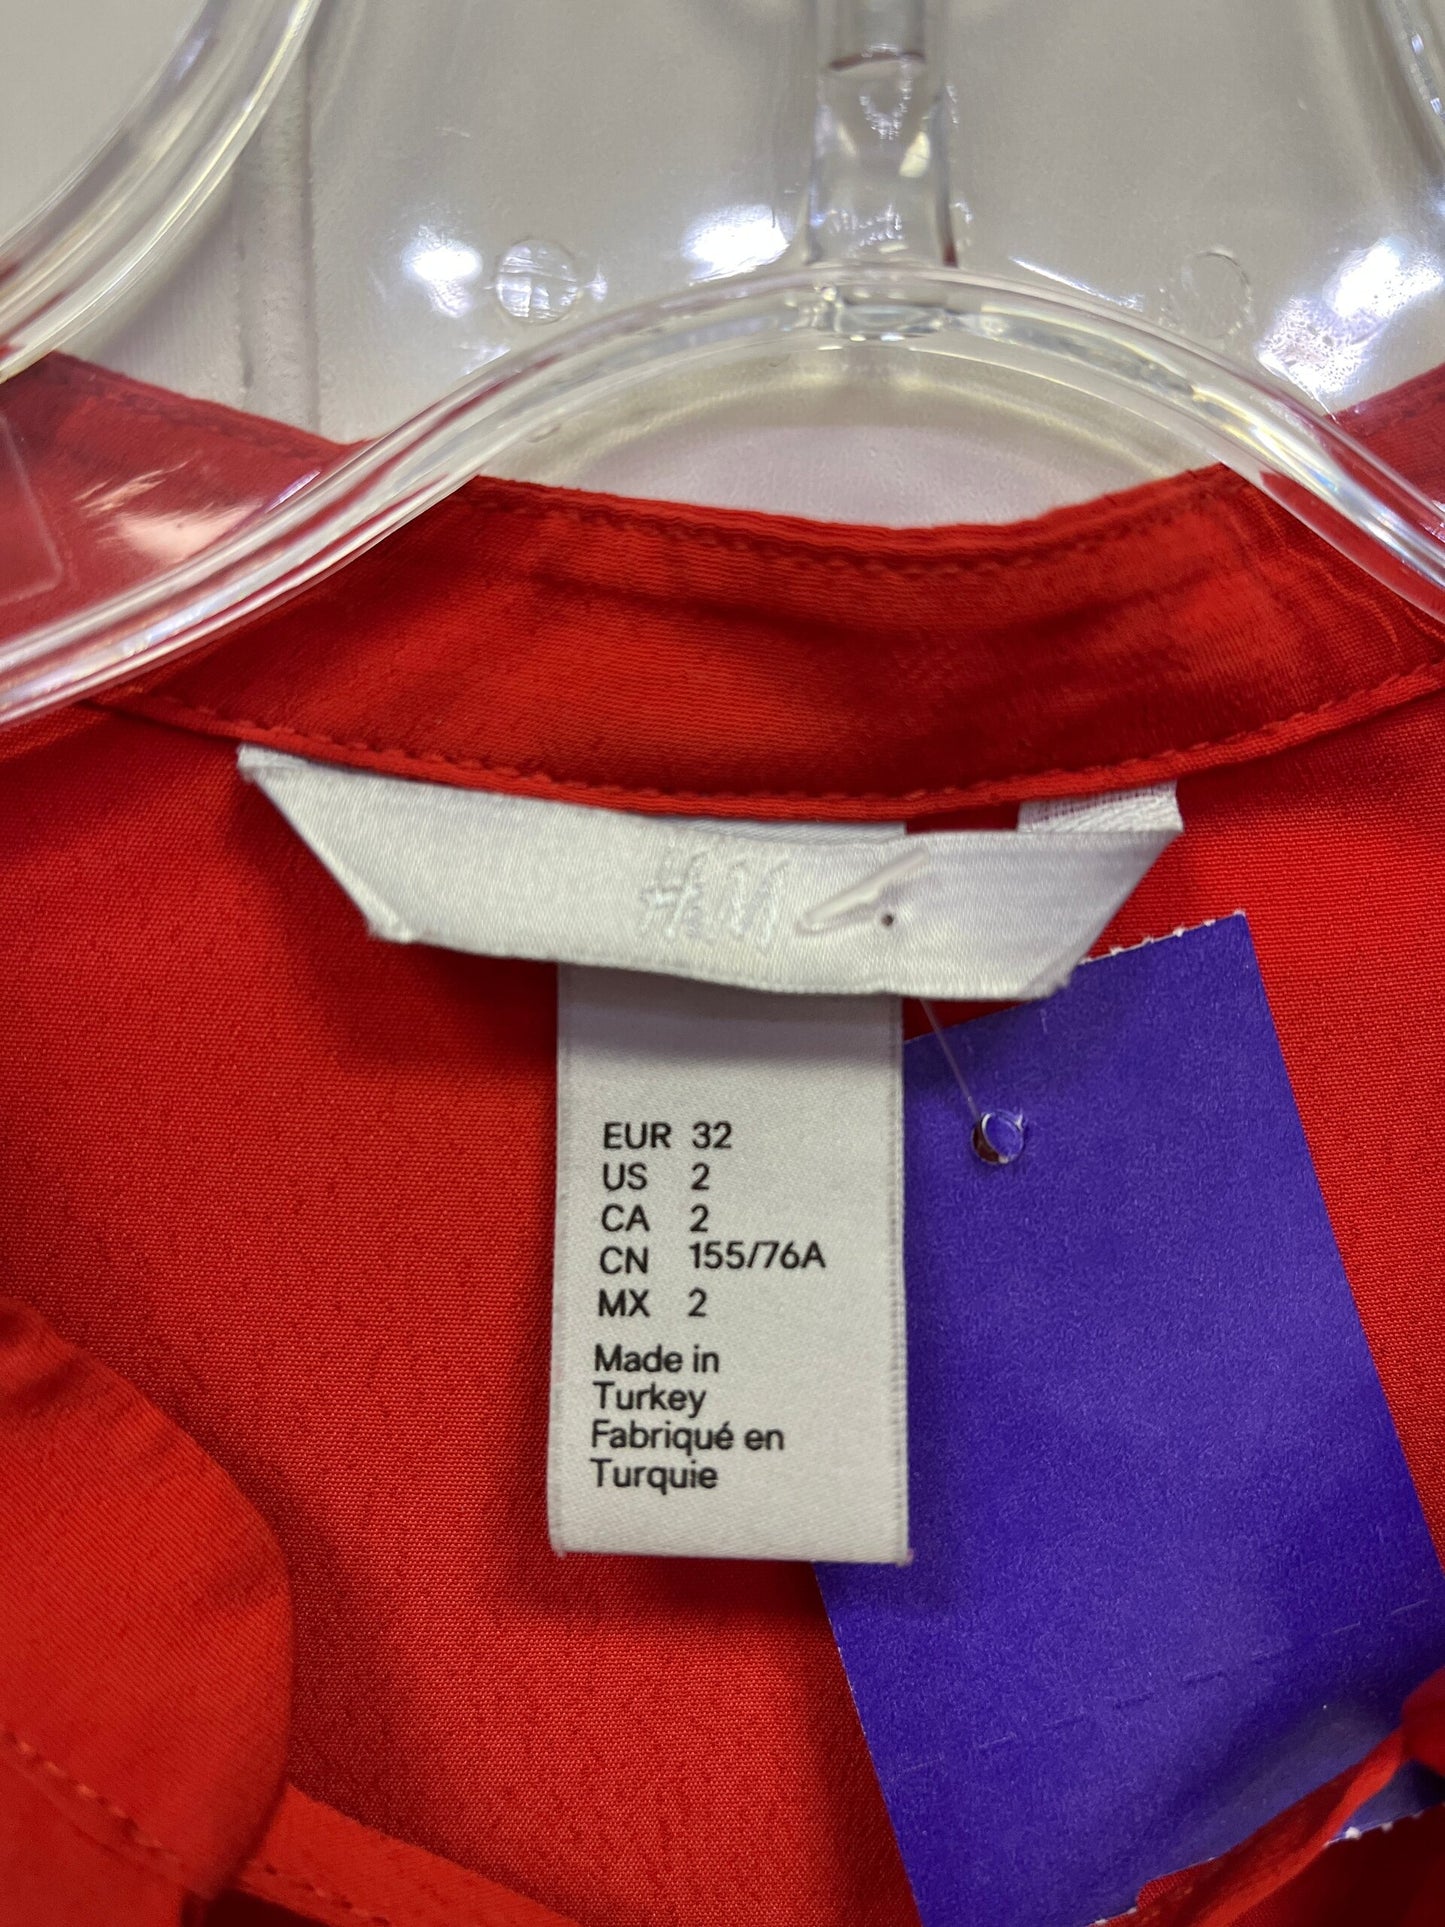 H&M
EUR 32
US 2
CA 2
CN 155/76A
MX 2
Made in
Turkey
Fabriqué en
Turquie